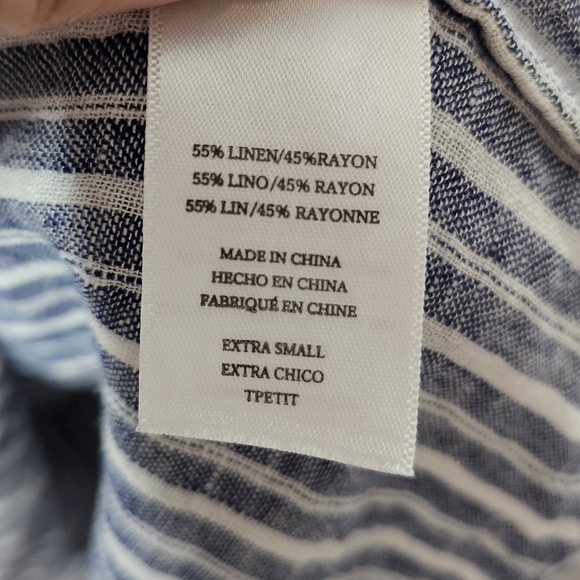 55% LINEN/45%RAYON
55% LINO/45% RAYON
55% LIN/45% RAYONNE
MADE IN CHINA
HECHO EN CHINA
FABRIQUÉ EN CHINE
EXTRA SMALL
EXTRA CHICO
TPETIT